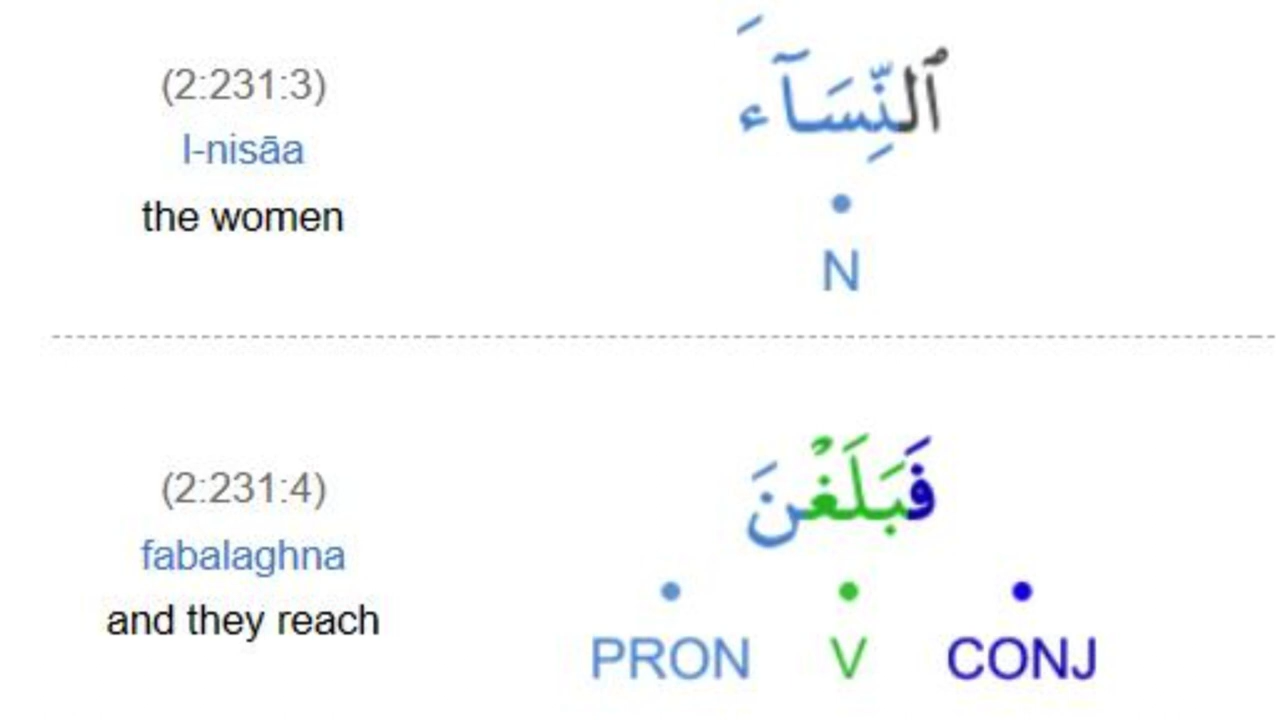 (2:231:3)
l-nisāa
the women
ٱلنِّسَآءَ
N
(2:231:4)
fabalaghna
and they reach
فَبَلَغْنَ
PRON V CONJ